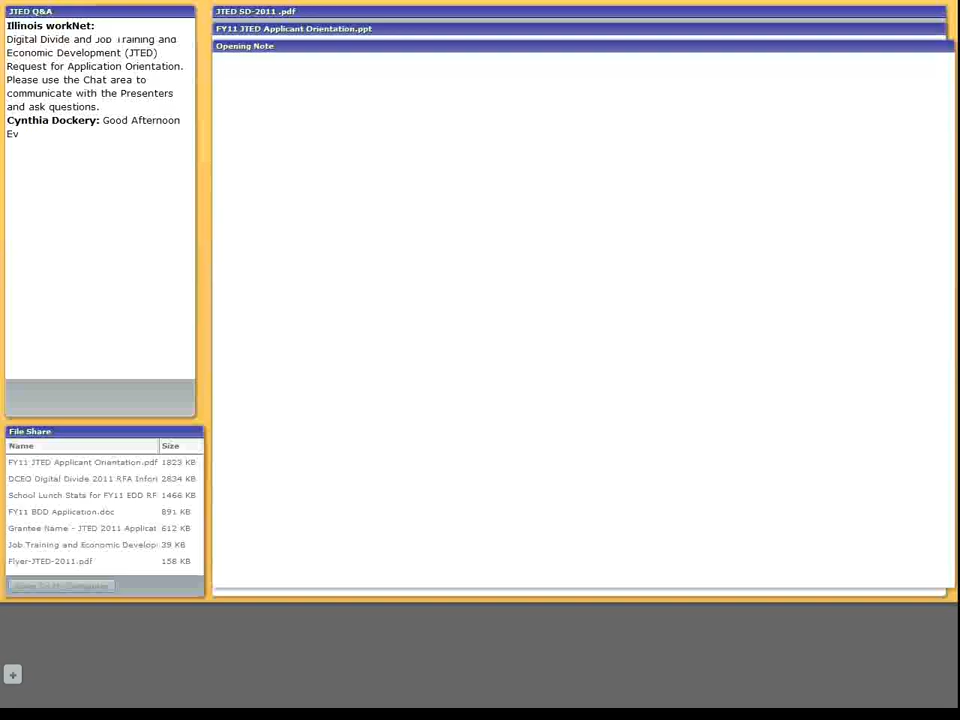 JTED Q&A
Illinois workNet:
Digital Divide and Job Training and
Economic Development (JTED)
Request for Application Orientation.
Please use the Chat area to
communicate with the Presenters
and ask questions.
Cynthia Dockery: Good Afternoon
Ev
File Share
Name Size
FY11 JTED Applicant Orientation.pdf 1823 KB
DCEO Digital Divide 2011 RFA Infor 2834 KB
School Lunch Stats for FY11 EDD RF 1466 KB
FY11 BDD Application.doc 891 KB
Grantee Name - JTED 2011 Applicat 612 KB
Job Training and Economic Develop 39 KB
Flyer-JTED-2011.pdf 158 KB
Save To My Computer
JTED SD-2011 .pdf
FY11 JTED Applicant Orientation.ppt
Opening Note